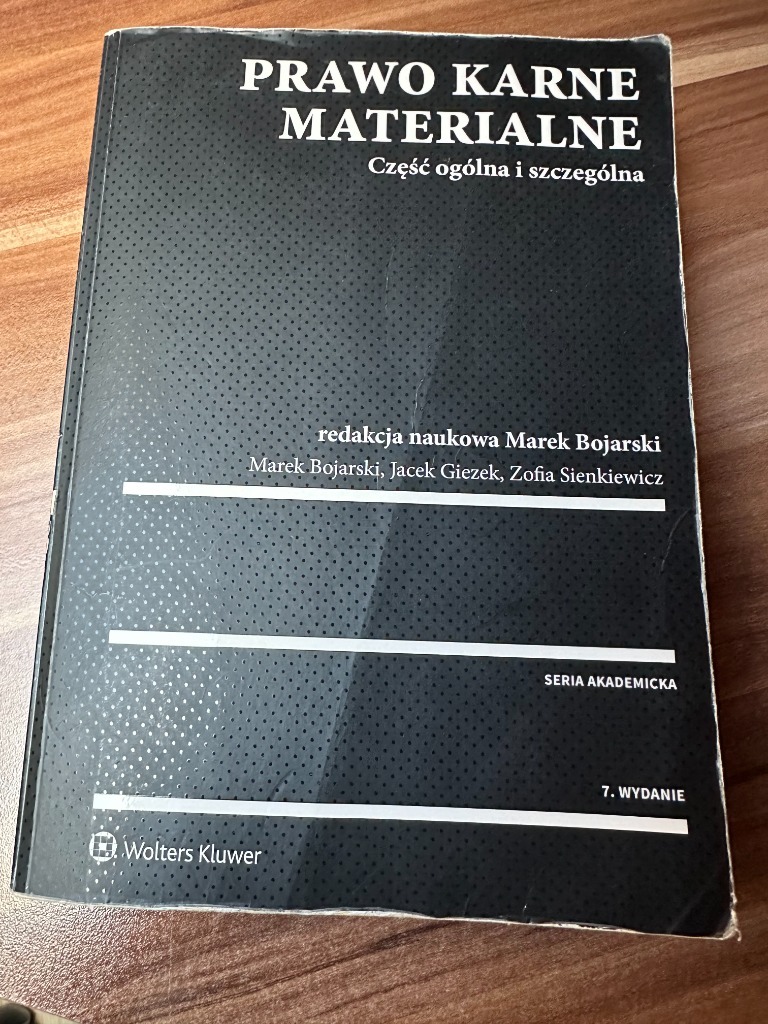 PRAWO KARNE
MATERIALNE
Część ogólna i szczególna
redakcja naukowa Marek Bojarski
Marek Bojarski, Jacek Giezek, Zofia Sienkiewicz
SERIA AKADEMICKA
7. WYDANIE
Wolters Kluwer